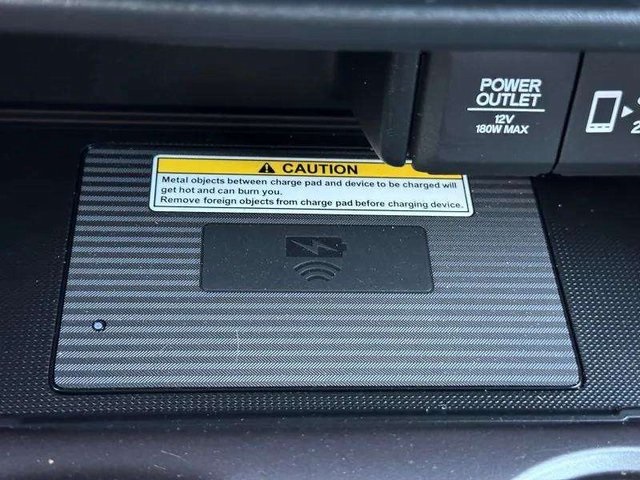 POWER
OUTLET
12V
180W MAX
CAUTION
Metal objects between charge pad and device to be charged will
get hot and can burn you.
Remove foreign objects from charge pad before charging device.